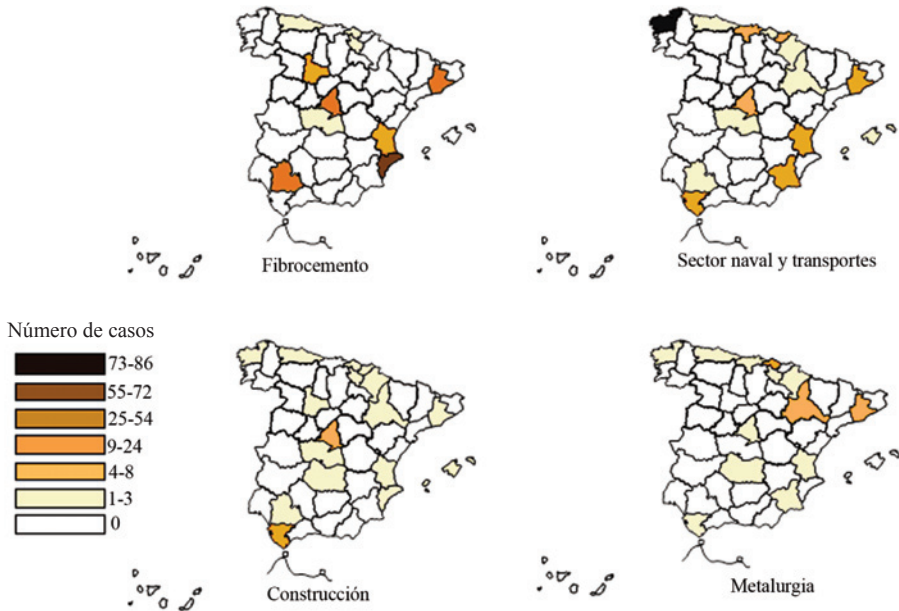 Fibrocemento
Sector naval y transportes
Número de casos
73-86
55-72
25-54
9-24
4-8
1-3
0
Construcción
Metalurgia